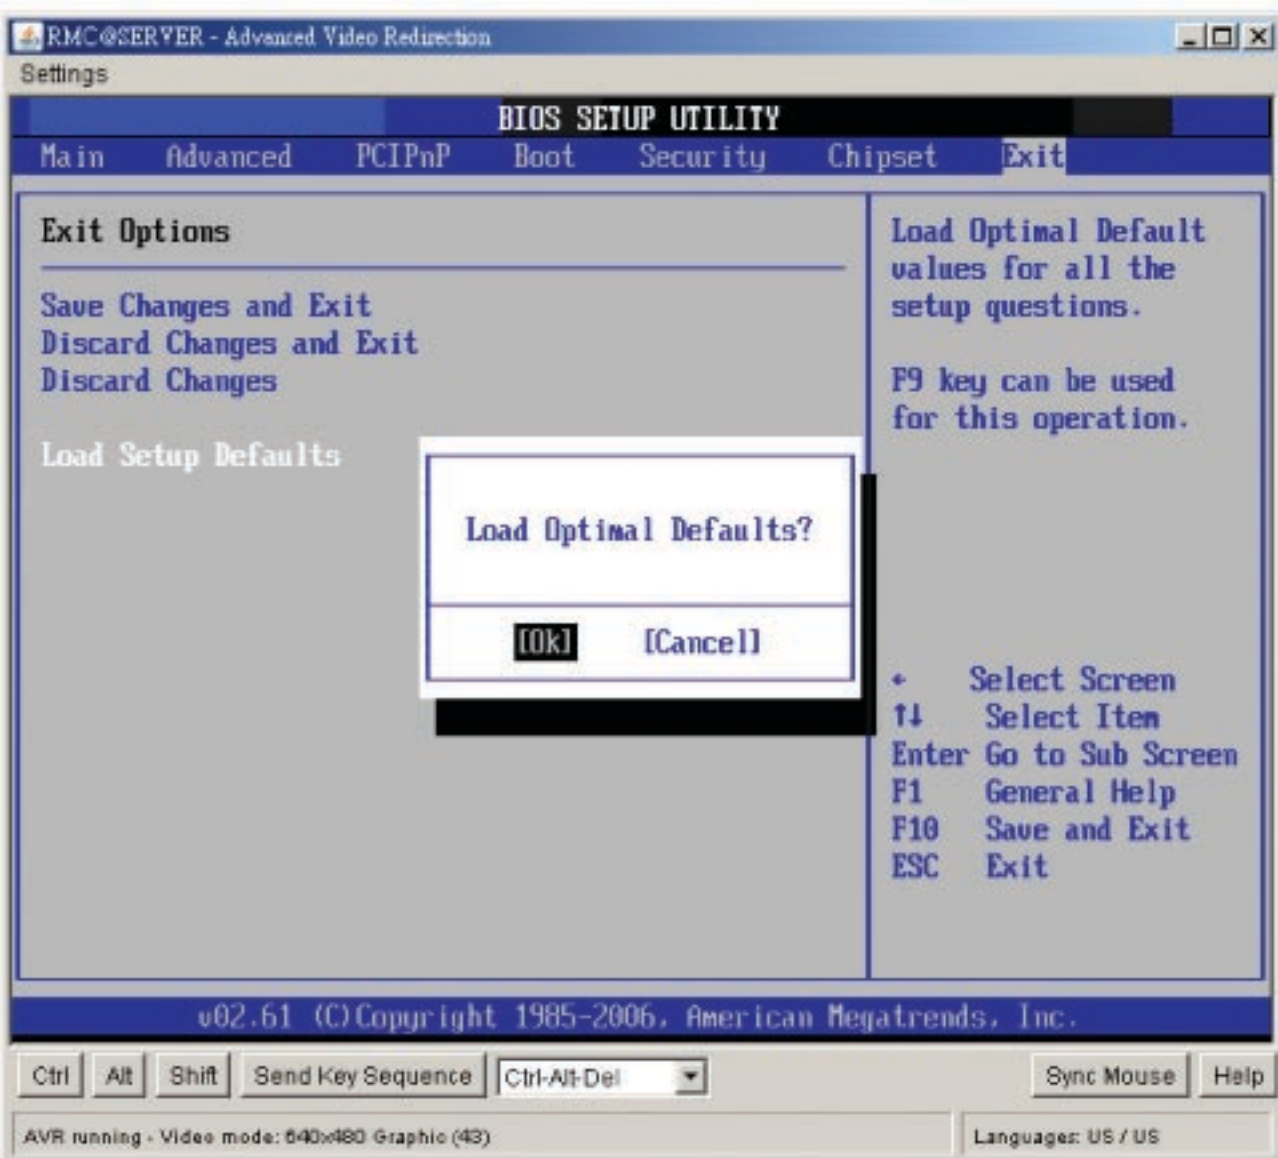 RMC@SERVER - Advanced Video Redirection
Settings
BIOS SETUP UTILITY
Main Advanced PCIPnP Boot Security Chipset Exit
Exit Options
Save Changes and Exit
Discard Changes and Exit
Discard Changes
Load Setup Defaults
Load Optimal Defaults?
[Ok] [Cancel]
Load Optimal Default
values for all the
setup questions.
F9 key can be used
for this operation.
← Select Screen
↑↓ Select Item
Enter Go to Sub Screen
F1 General Help
F10 Save and Exit
ESC Exit
v02.61 (C)Copyright 1985-2006, American Megatrends, Inc.
Ctrl Alt Shift Send Key Sequence Ctrl-Alt-Del Sync Mouse Help
AVR running - Video mode: 640x480 Graphic (43) Languages: US / US